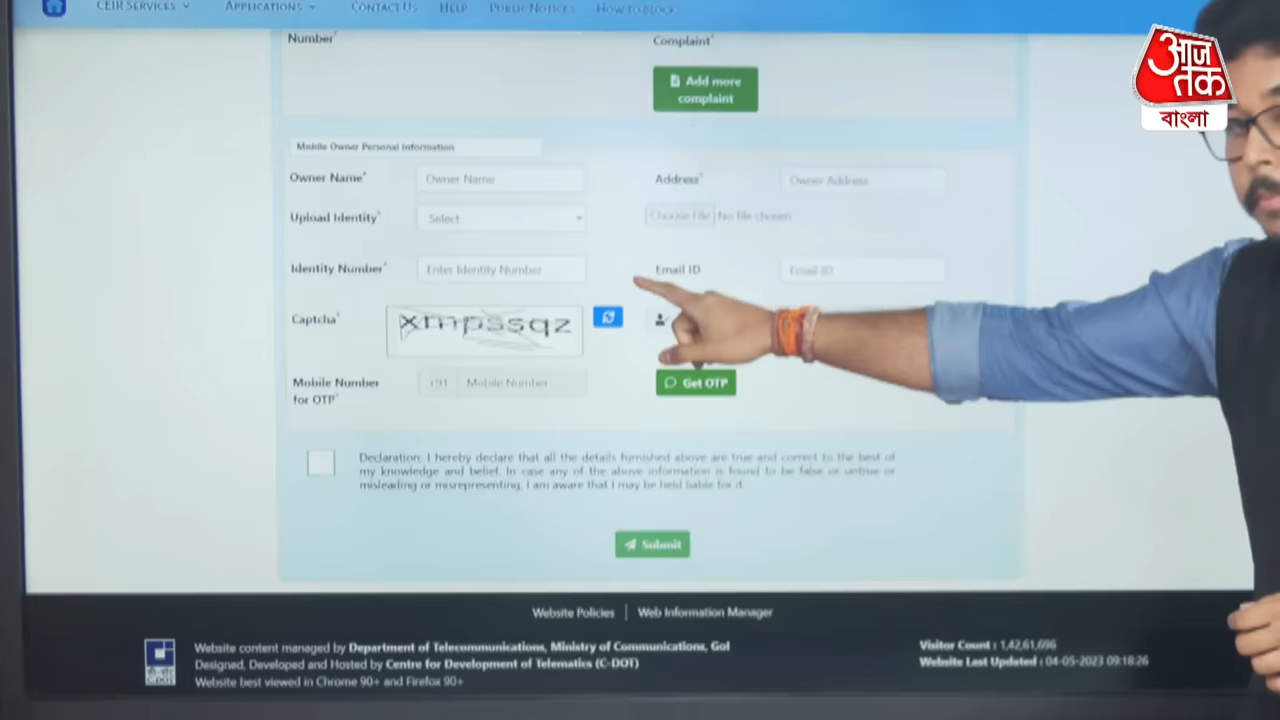 CEIR SERVICES
APPLICATIONS
CONTACT US
HELP
PUBLIC NOTICES
HOW TO BLOCK
आज
तक
বাংলা
Number*
Complaint*
Add more
complaint
Mobile Owner Personal Information
Owner Name*
Owner Name
Address*
Owner Address
Upload Identity*
Select
Choose File
No file chosen
Identity Number*
Enter Identity Number
Email ID
Email ID
Captcha*
xmpssqz
Mobile Number
for OTP*
+91
Mobile Number
Get OTP
Declaration: I hereby declare that all the details furnished above are true and correct to the best of
my knowledge and belief. In case any of the above information is found to be false or untrue or
misleading or misrepresenting, I am aware that I may be held liable for it.
Submit
Website Policies | Web Information Manager
Website content managed by Department of Telecommunications, Ministry of Communications, GoI
Designed, Developed and Hosted by Centre for Development of Telematics (C-DOT)
Website best viewed in Chrome 90+ and Firefox 90+
Visitor Count : 1,42,61,696
Website Last Updated : 04-05-2023 09:18:26